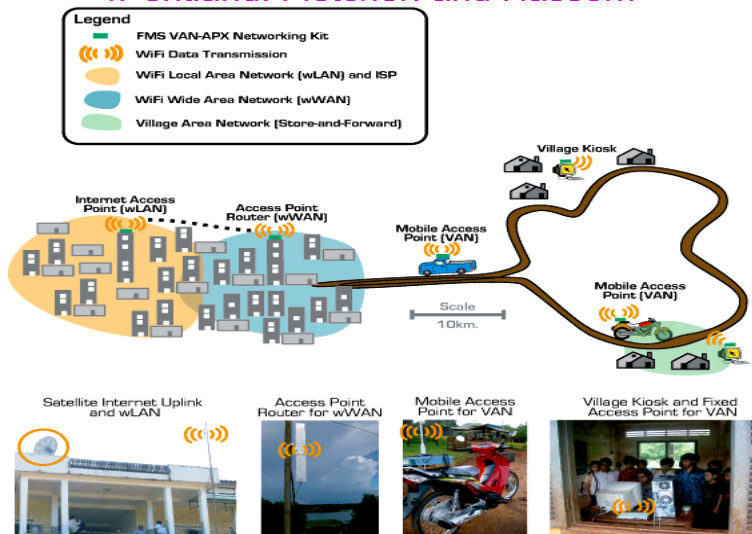 Legend
FMS VAN-APX Networking Kit
WiFi Data Transmission
WiFi Local Area Network (wLAN) and ISP
WiFi Wide Area Network (wWAN)
Village Area Network (Store-and-Forward)
Village Kiosk
Internet Access
Point (wLAN)
Access Point
Router (wWAN)
Mobile Access
Point (VAN)
Mobile Access
Point (VAN)
Scale
10km.
Satellite Internet Uplink
and wLAN
Access Point
Router for wWAN
Mobile Access
Point for VAN
Village Kiosk and Fixed
Access Point for VAN